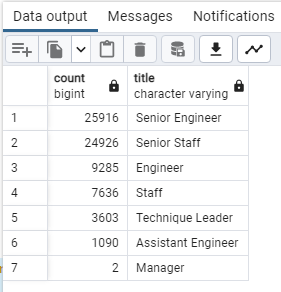 Data output Messages Notifications
count title
bigint character varying
1 25916 Senior Engineer
2 24926 Senior Staff
3 9285 Engineer
4 7636 Staff
5 3603 Technique Leader
6 1090 Assistant Engineer
7 2 Manager